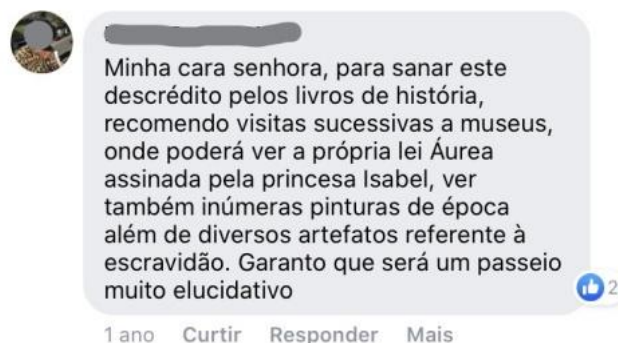 Minha cara senhora, para sanar este
descrédito pelos livros de história,
recomendo visitas sucessivas a museus,
onde poderá ver a própria lei Áurea
assinada pela princesa Isabel, ver
também inúmeras pinturas de época
além de diversos artefatos referente à
escravidão. Garanto que será um passeio
muito elucidativo
2
1 ano Curtir Responder Mais